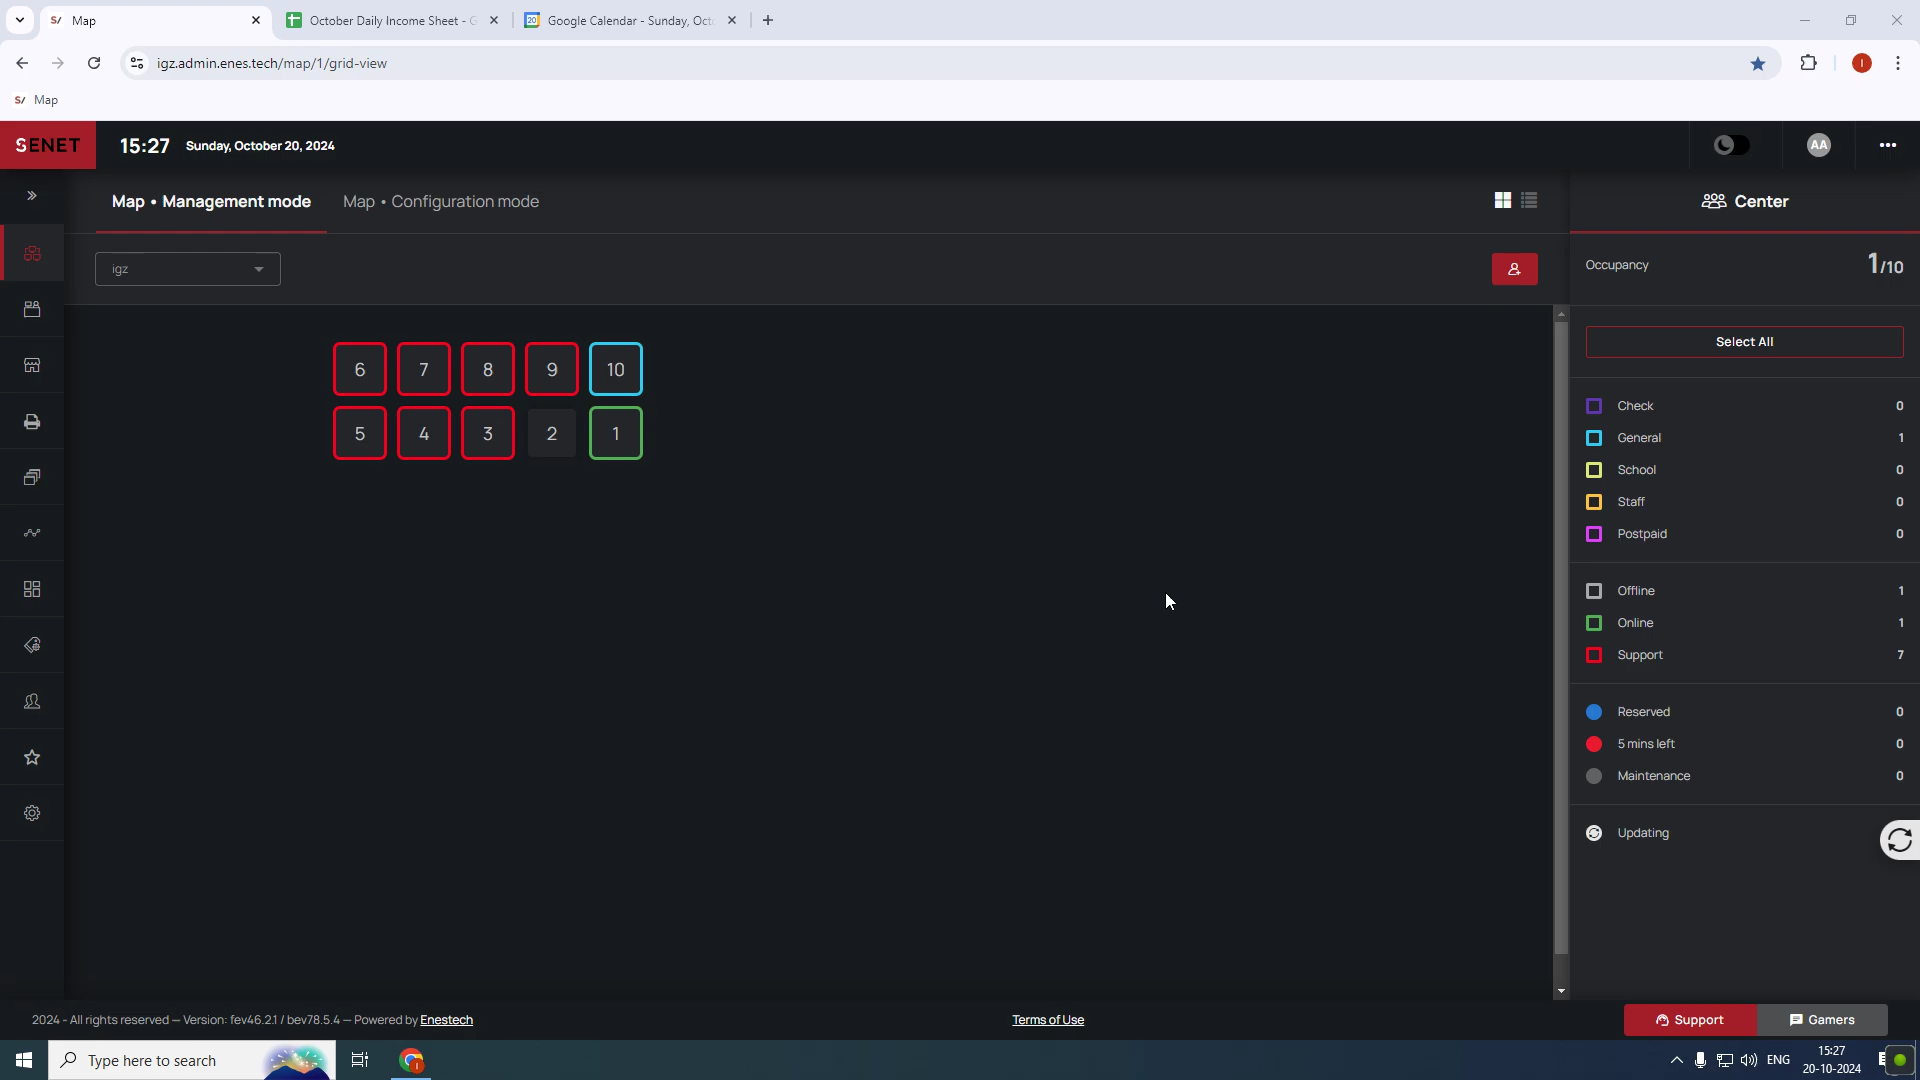 S/ Map
October Daily Income Sheet - G
20 Google Calendar - Sunday, Octo
igz.admin.enes.tech/map/1/grid-view
I
S/ Map
SENET
15:27 Sunday, October 20, 2024
AA
Map • Management mode
Map • Configuration mode
Center
igz
Occupancy 1/10
Select All
6 7 8 9 10
5 4 3 2 1
Check 0
General 1
School 0
Staff 0
Postpaid 0
Offline 1
Online 1
Support 7
Reserved 0
5 mins left 0
Maintenance 0
Updating
2024 - All rights reserved — Version: fev46.2.1 / bev78.5.4 — Powered by Enestech
Terms of Use
Support
Gamers
Type here to search
ENG
15:27
20-10-2024